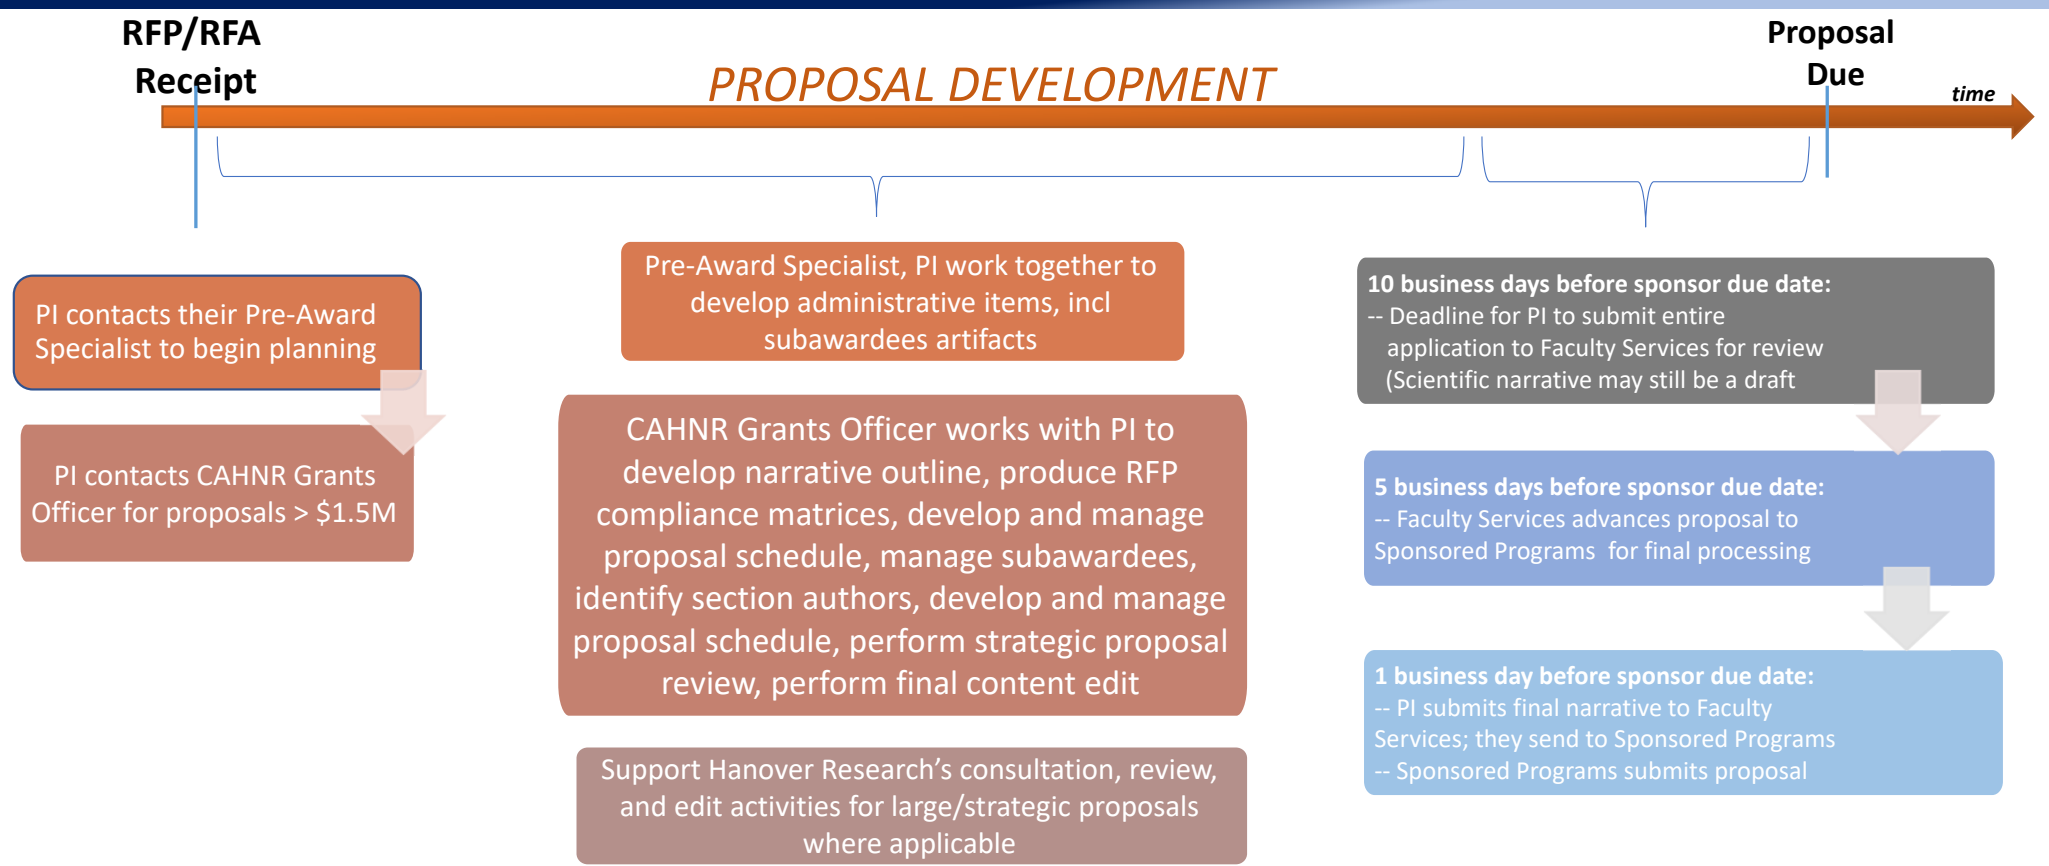 RFP/RFA
Receipt
PROPOSAL DEVELOPMENT
Proposal
Due
time
PI contacts their Pre-Award
Specialist to begin planning
PI contacts CAHNR Grants
Officer for proposals > $1.5M
Pre-Award Specialist, PI work together to
develop administrative items, incl
subawardees artifacts
CAHNR Grants Officer works with PI to
develop narrative outline, produce RFP
compliance matrices, develop and manage
proposal schedule, manage subawardees,
identify section authors, develop and manage
proposal schedule, perform strategic proposal
review, perform final content edit
Support Hanover Research’s consultation, review,
and edit activities for large/strategic proposals
where applicable
10 business days before sponsor due date:
-- Deadline for PI to submit entire
application to Faculty Services for review
(Scientific narrative may still be a draft
5 business days before sponsor due date:
-- Faculty Services advances proposal to
Sponsored Programs for final processing
1 business day before sponsor due date:
-- PI submits final narrative to Faculty
Services; they send to Sponsored Programs
-- Sponsored Programs submits proposal